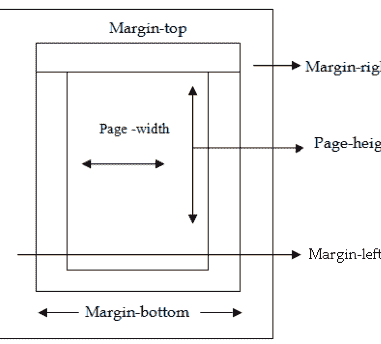 Margin-top
Margin-righ
Page -width
Page-heig
Margin-left
Margin-bottom